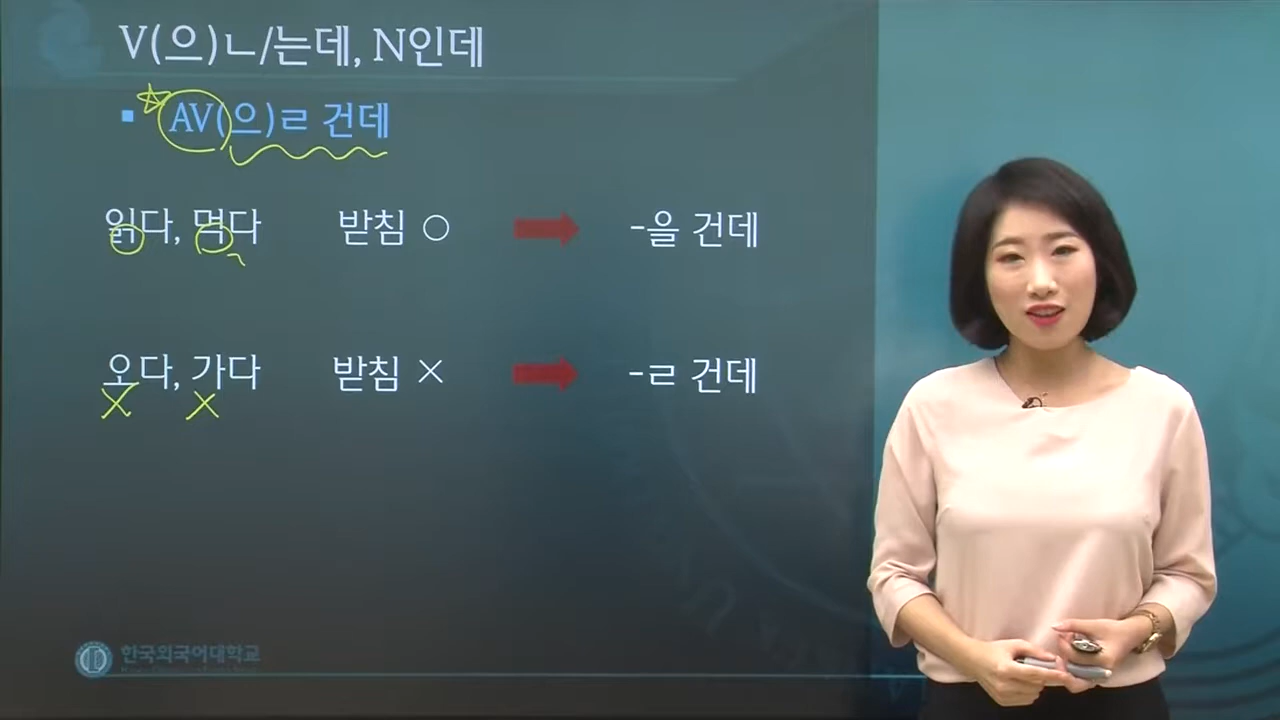 V(으)ㄴ/는데, N인데
▪ AV(으)ㄹ 건데
읽다, 먹다 받침 ○ → -을 건데
오다, 가다 받침 × → -ㄹ 건데
한국외국어대학교